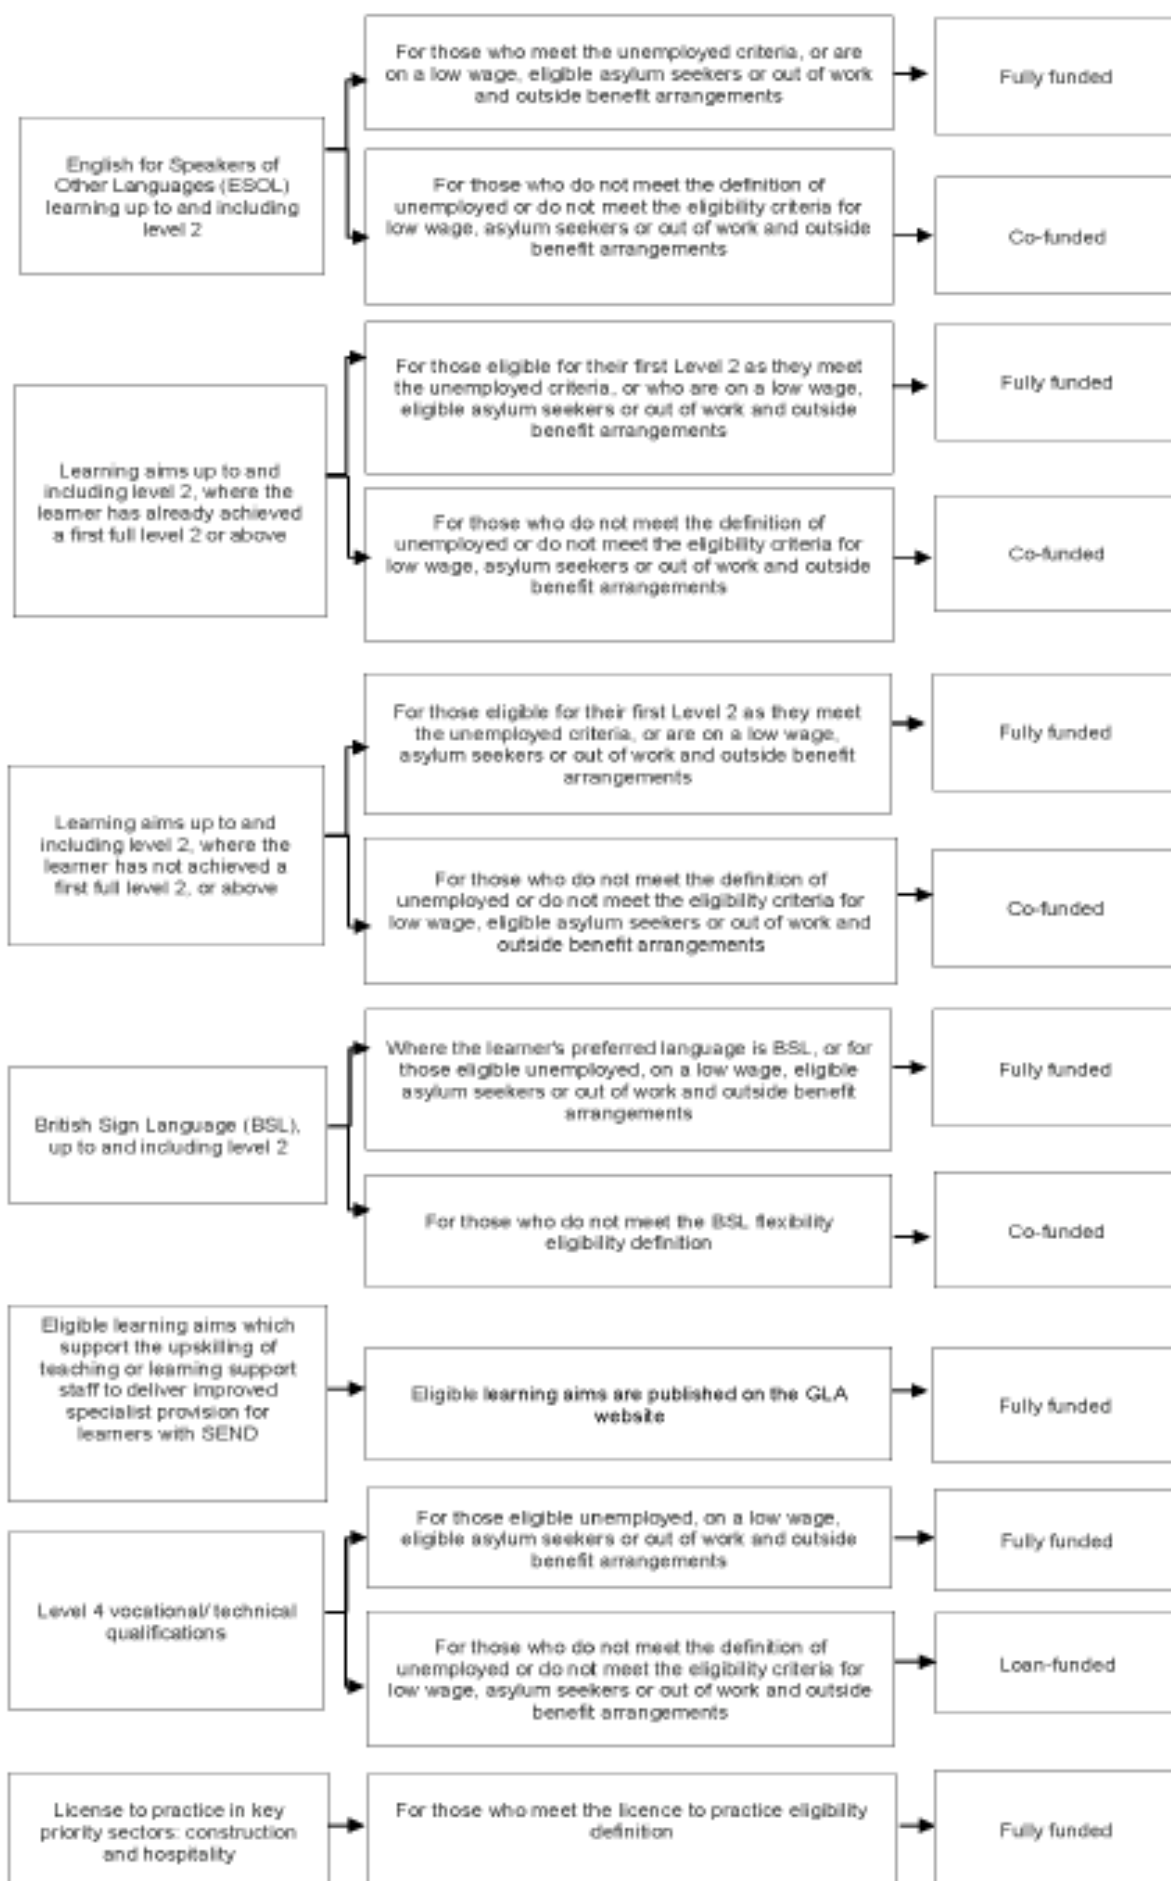 English for Speakers of
Other Languages (ESOL)
learning up to and including
level 2
For those who meet the unemployed criteria, or are
on a low wage, eligible asylum seekers or out of work
and outside benefit arrangements
Fully funded
For those who do not meet the definition of
unemployed or do not meet the eligibility criteria for
low wage, asylum seekers or out of work and outside
benefit arrangements
Co-funded
Learning aims up to and
including level 2, where the
learner has already achieved
a first full level 2 or above
For those eligible for their first Level 2 as they meet
the unemployed criteria, or who are on a low wage,
eligible asylum seekers or out of work and outside
benefit arrangements
Fully funded
For those who do not meet the definition of
unemployed or do not meet the eligibility criteria for
low wage, asylum seekers or out of work and outside
benefit arrangements
Co-funded
Learning aims up to and
including level 2, where the
learner has not achieved a
first full level 2, or above
For those eligible for their first Level 2 as they meet
the unemployed criteria, or are on a low wage,
asylum seekers or out of work and outside benefit
arrangements
Fully funded
For those who do not meet the definition of
unemployed or do not meet the eligibility criteria for
low wage, eligible asylum seekers or out of work and
outside benefit arrangements
Co-funded
British Sign Language (BSL),
up to and including level 2
Where the learner's preferred language is BSL, or for
those eligible unemployed, on a low wage, eligible
asylum seekers or out of work and outside benefit
arrangements
Fully funded
For those who do not meet the BSL flexibility
eligibility definition
Co-funded
Eligible learning aims which
support the upskilling of
teaching or learning support
staff to deliver improved
specialist provision for
learners with SEND
Eligible learning aims are published on the GLA
website
Fully funded
Level 4 vocational/ technical
qualifications
For those eligible unemployed, on a low wage,
eligible asylum seekers or out of work and outside
benefit arrangements
Fully funded
For those who do not meet the definition of
unemployed or do not meet the eligibility criteria for
low wage, asylum seekers or out of work and outside
benefit arrangements
Loan-funded
License to practice in key
priority sectors: construction
and hospitality
For those who meet the licence to practice eligibility
definition
Fully funded